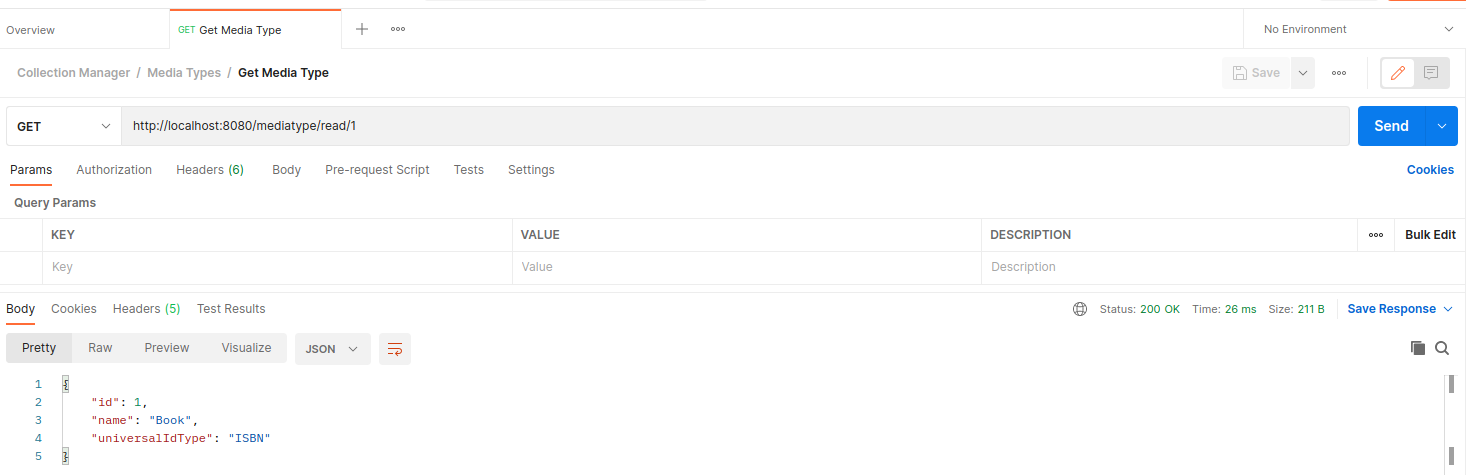 Overview GET Get Media Type No Environment
Collection Manager / Media Types / Get Media Type Save
GET http://localhost:8080/mediatype/read/1 Send
Params Authorization Headers (6) Body Pre-request Script Tests Settings Cookies
Query Params
KEY VALUE DESCRIPTION Bulk Edit
Key Value Description
Body Cookies Headers (5) Test Results Status: 200 OK Time: 26 ms Size: 211 B Save Response
Pretty Raw Preview Visualize JSON
1 {
2 "id": 1,
3 "name": "Book",
4 "universalIdType": "ISBN"
5 }